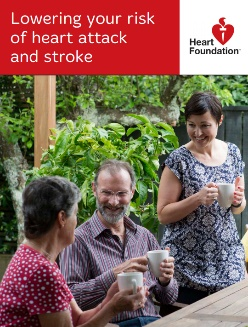 Lowering your risk
of heart attack
and stroke
Heart
Foundation